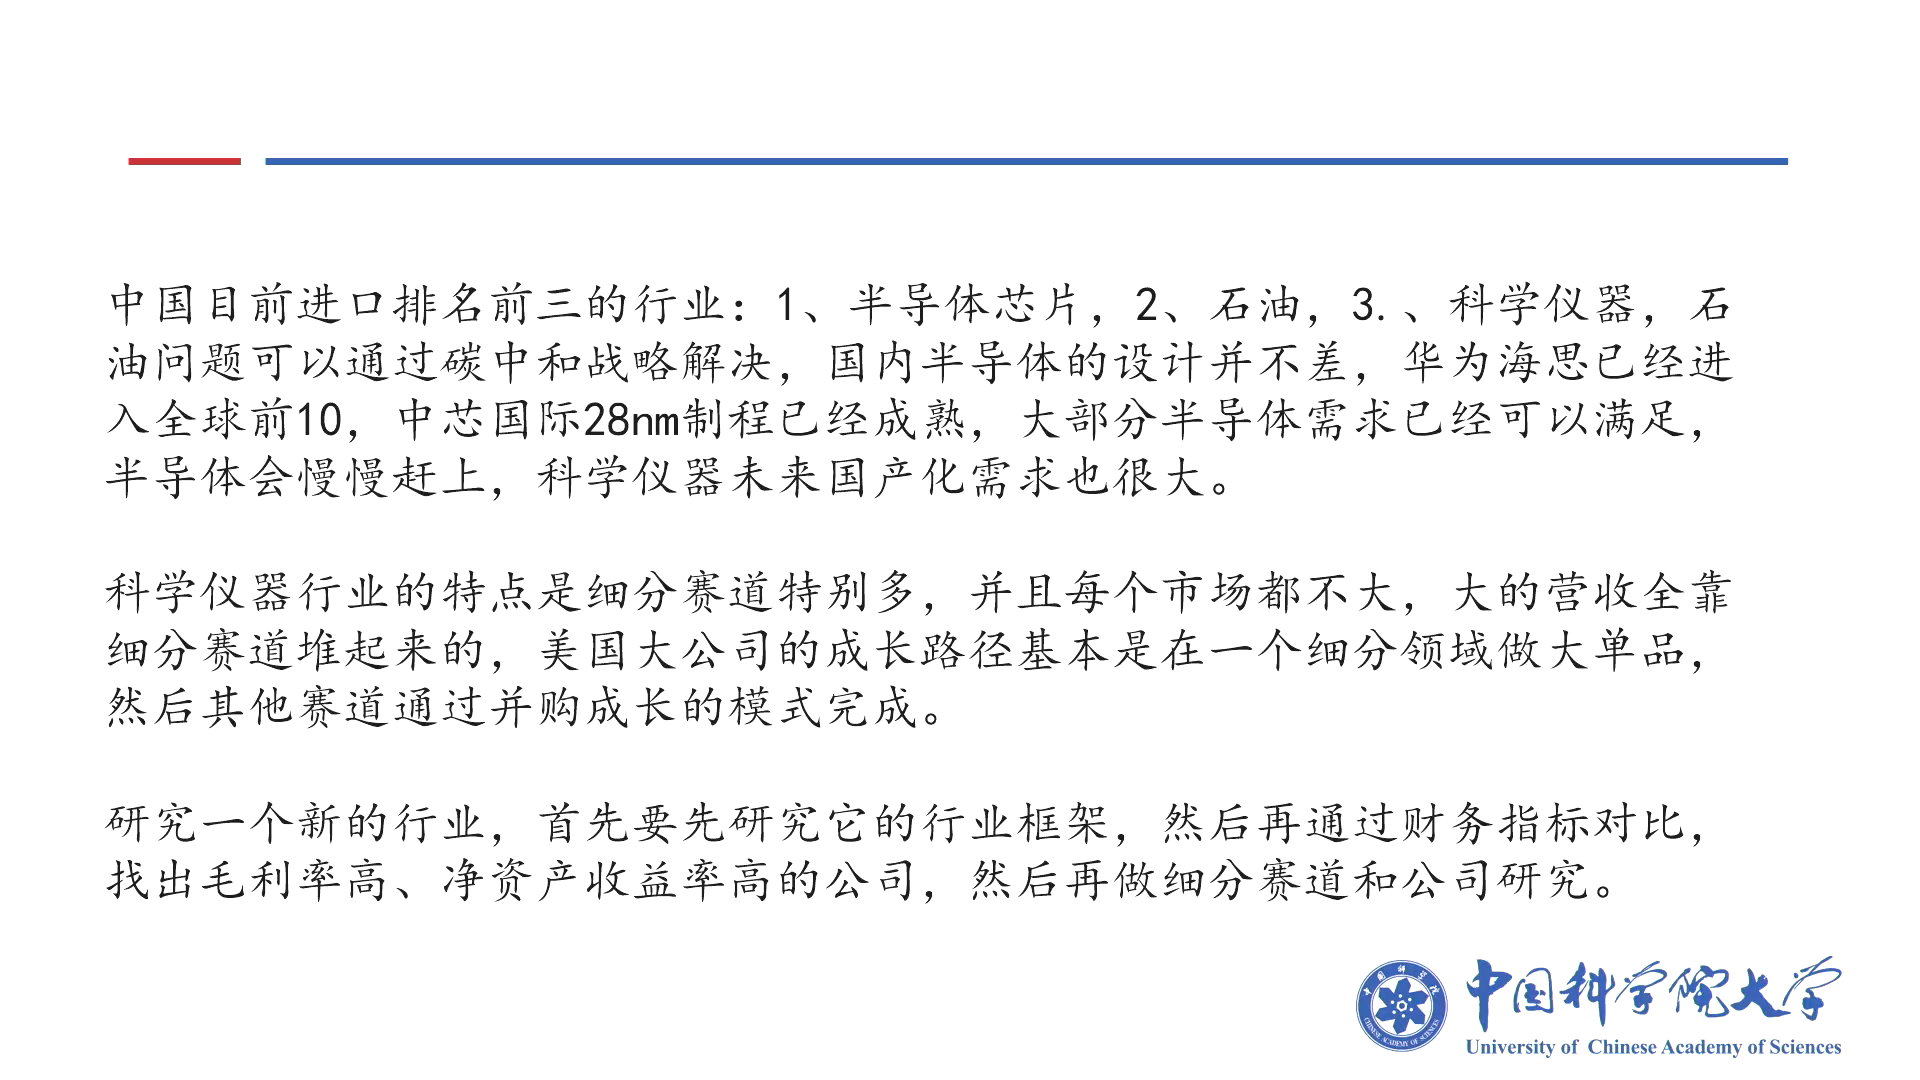 中国目前进口排名前三的行业：1、半导体芯片，2、石油，3.、科学仪器，石
油问题可以通过碳中和战略解决，国内半导体的设计并不差，华为海思已经进
入全球前10，中芯国际28nm制程已经成熟，大部分半导体需求已经可以满足，
半导体会慢慢赶上，科学仪器未来国产化需求也很大。
科学仪器行业的特点是细分赛道特别多，并且每个市场都不大，大的营收全靠
细分赛道堆起来的，美国大公司的成长路径基本是在一个细分领域做大单品，
然后其他赛道通过并购成长的模式完成。
研究一个新的行业，首先要先研究它的行业框架，然后再通过财务指标对比，
找出毛利率高、净资产收益率高的公司，然后再做细分赛道和公司研究。
中国科学院
CHINESE ACADEMY OF SCIENCES
中国科学院大学
University of Chinese Academy of Sciences